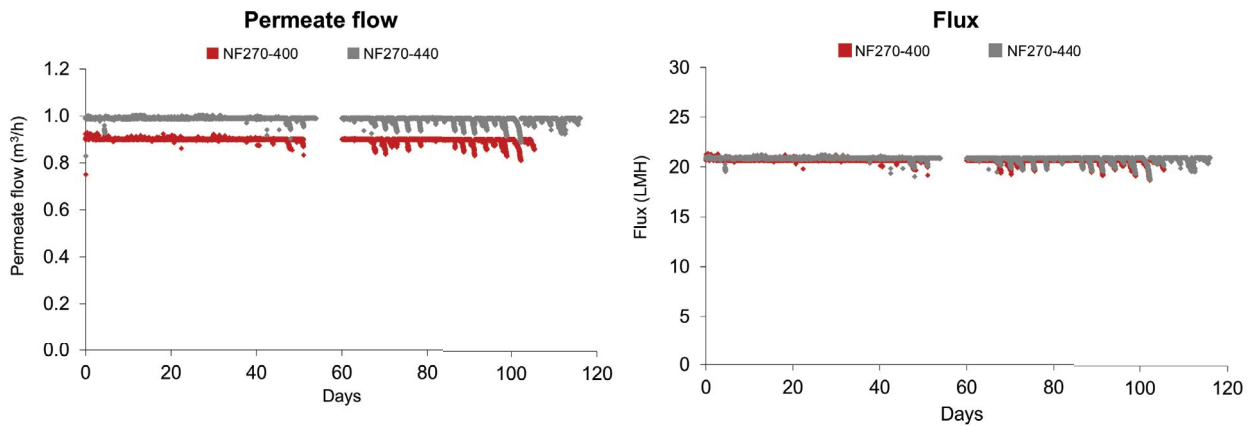 Permeate flow
NF270-400 NF270-440
1.2
1.0
0.8
0.6
0.4
0.2
0.0
Permeate flow (m³/h)
0 20 40 60 80 100 120
Days
Flux
NF270-400 NF270-440
30
25
20
15
10
5
0
Flux (LMH)
0 20 40 60 80 100 120
Days